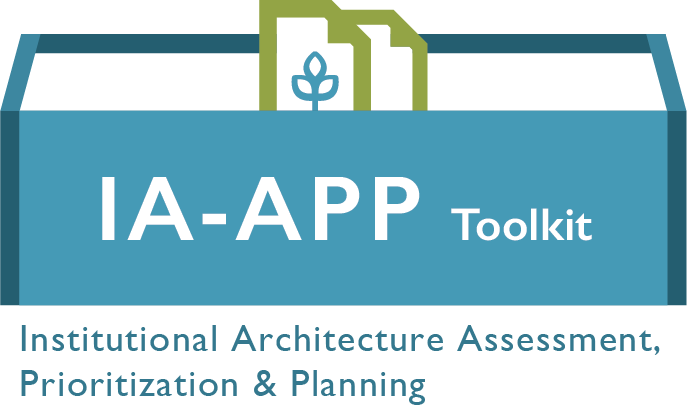 IA-APP Toolkit
Institutional Architecture Assessment,
Prioritization & Planning